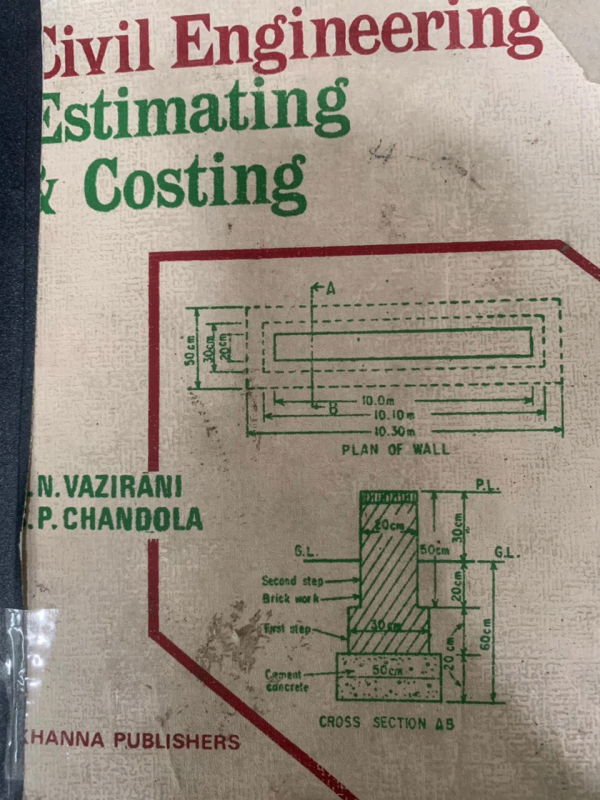 Civil Engineering
Estimating
& Costing
A
50cm
30cm
20cm
B
10.0m
10.10m
10.30m
PLAN OF WALL
.N. VAZIRANI
.P. CHANDOLA
P.L.
20cm
30cm
G.L.
50cm
G.L.
Second step
Brick work
20cm
60cm
First step
30cm
20cm
Cement
concrete
50cm
CROSS SECTION AB
KHANNA PUBLISHERS